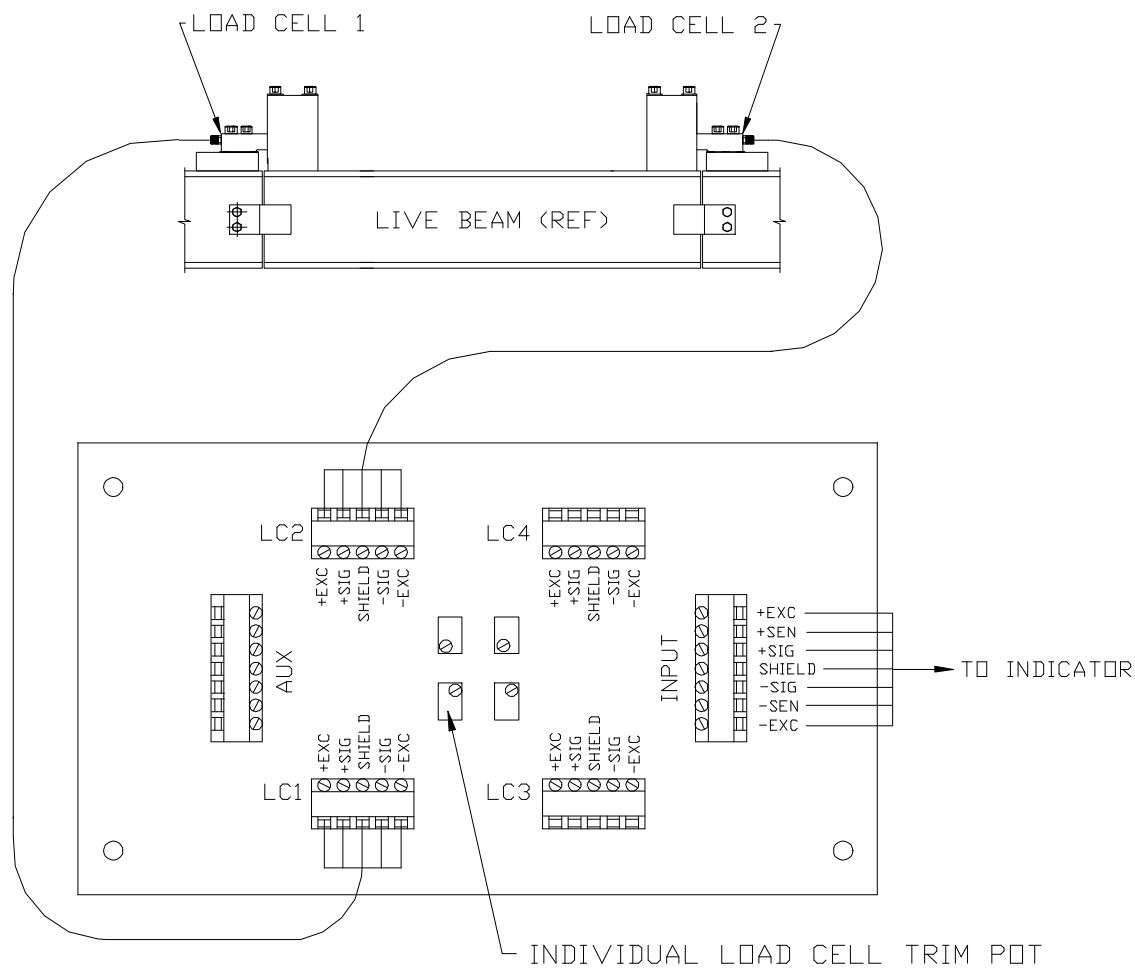 LOAD CELL 1
LOAD CELL 2
LIVE BEAM (REF)
LC2
+EXC
+SIG
SHIELD
-SIG
-EXC
LC4
+EXC
+SIG
SHIELD
-SIG
-EXC
AUX
INPUT
+EXC
+SEN
+SIG
SHIELD
-SIG
-SEN
-EXC
TO INDICATOR
LC1
+EXC
+SIG
SHIELD
-SIG
-EXC
LC3
+EXC
+SIG
SHIELD
-SIG
-EXC
INDIVIDUAL LOAD CELL TRIM POT